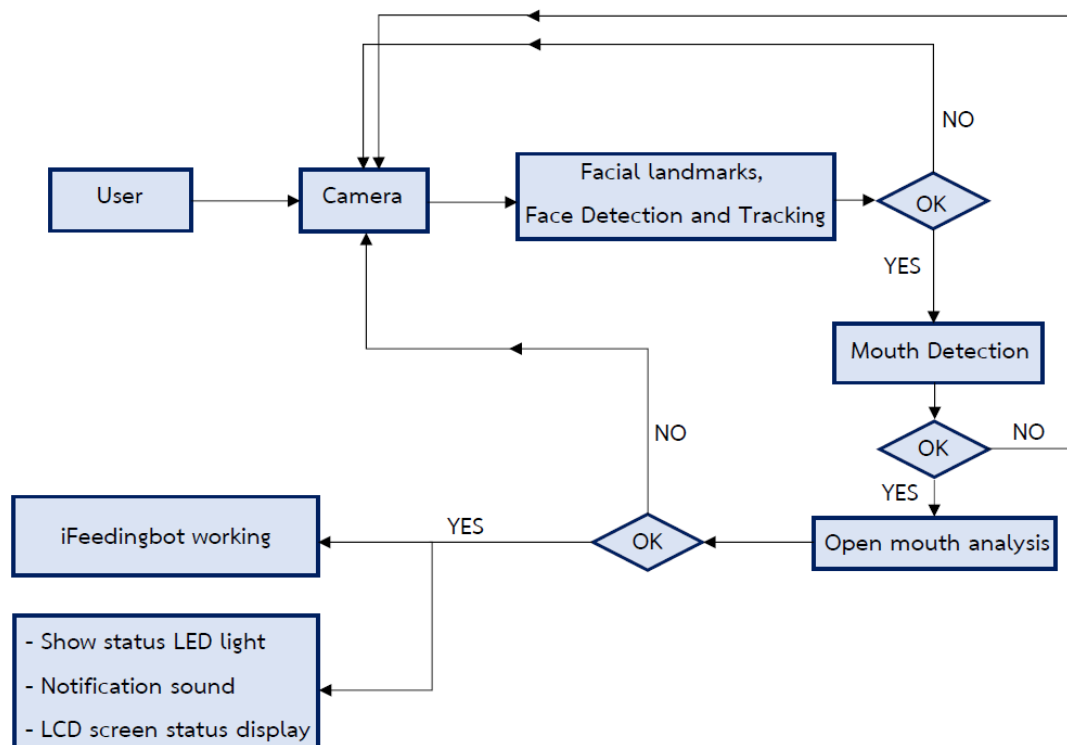 NO
User
Camera
Facial landmarks,
Face Detection and Tracking
OK
YES
Mouth Detection
OK
NO
YES
Open mouth analysis
OK
NO
YES
iFeedingbot working
- Show status LED light
- Notification sound
- LCD screen status display